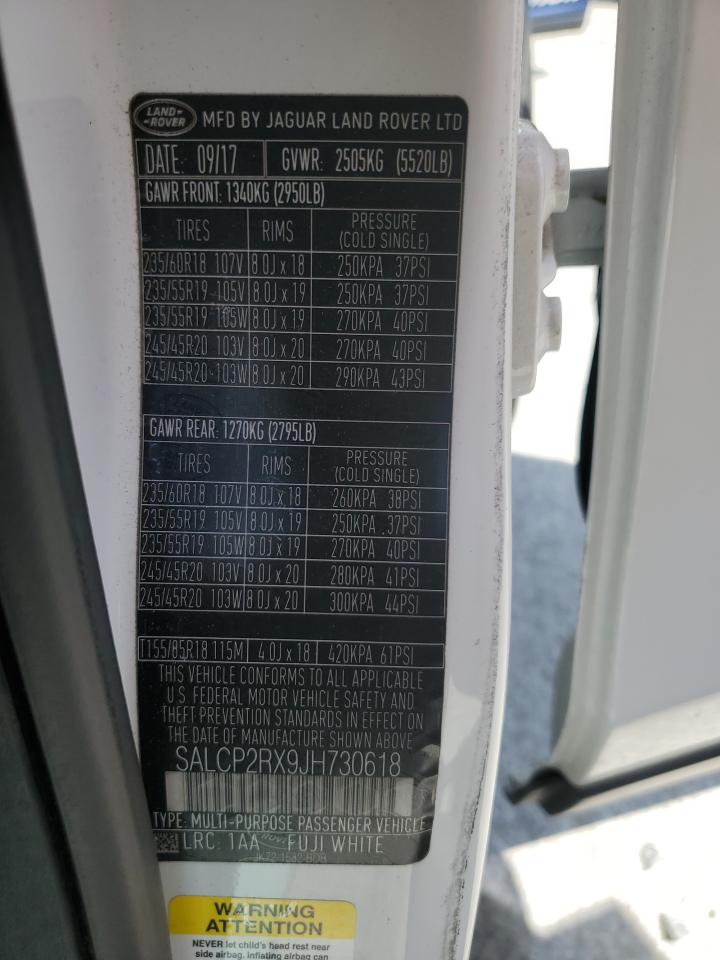 LAND-
-ROVER
MFD BY JAGUAR LAND ROVER LTD
DATE: 09/17 GVWR: 2505KG (5520LB)
GAWR FRONT: 1340KG (2950LB)
TIRES RIMS PRESSURE (COLD SINGLE)
235/60R18 107V 8.0J x 18 250KPA 37PSI
235/55R19 105V 8.0J x 19 250KPA 37PSI
235/55R19 105W 8.0J x 19 270KPA 40PSI
245/45R20 103V 8.0J x 20 270KPA 40PSI
245/45R20 103W 8.0J x 20 290KPA 43PSI
GAWR REAR: 1270KG (2795LB)
TIRES RIMS PRESSURE (COLD SINGLE)
235/60R18 107V 8.0J x 18 260KPA 38PSI
235/55R19 105V 8.0J x 19 250KPA 37PSI
235/55R19 105W 8.0J x 19 270KPA 40PSI
245/45R20 103V 8.0J x 20 280KPA 41PSI
245/45R20 103W 8.0J x 20 300KPA 44PSI
T155/85R18 115M 4.0J x 18 420KPA 61PSI
THIS VEHICLE CONFORMS TO ALL APPLICABLE
U.S. FEDERAL MOTOR VEHICLE SAFETY AND
THEFT PREVENTION STANDARDS IN EFFECT ON
THE DATE OF MANUFACTURE SHOWN ABOVE
SALCP2RX9JH730618
TYPE: MULTI-PURPOSE PASSENGER VEHICLE
LRC: 1AA FUJI WHITE
WARNING
ATTENTION
NEVER let child's head rest near
side airbag, inflating airbag can